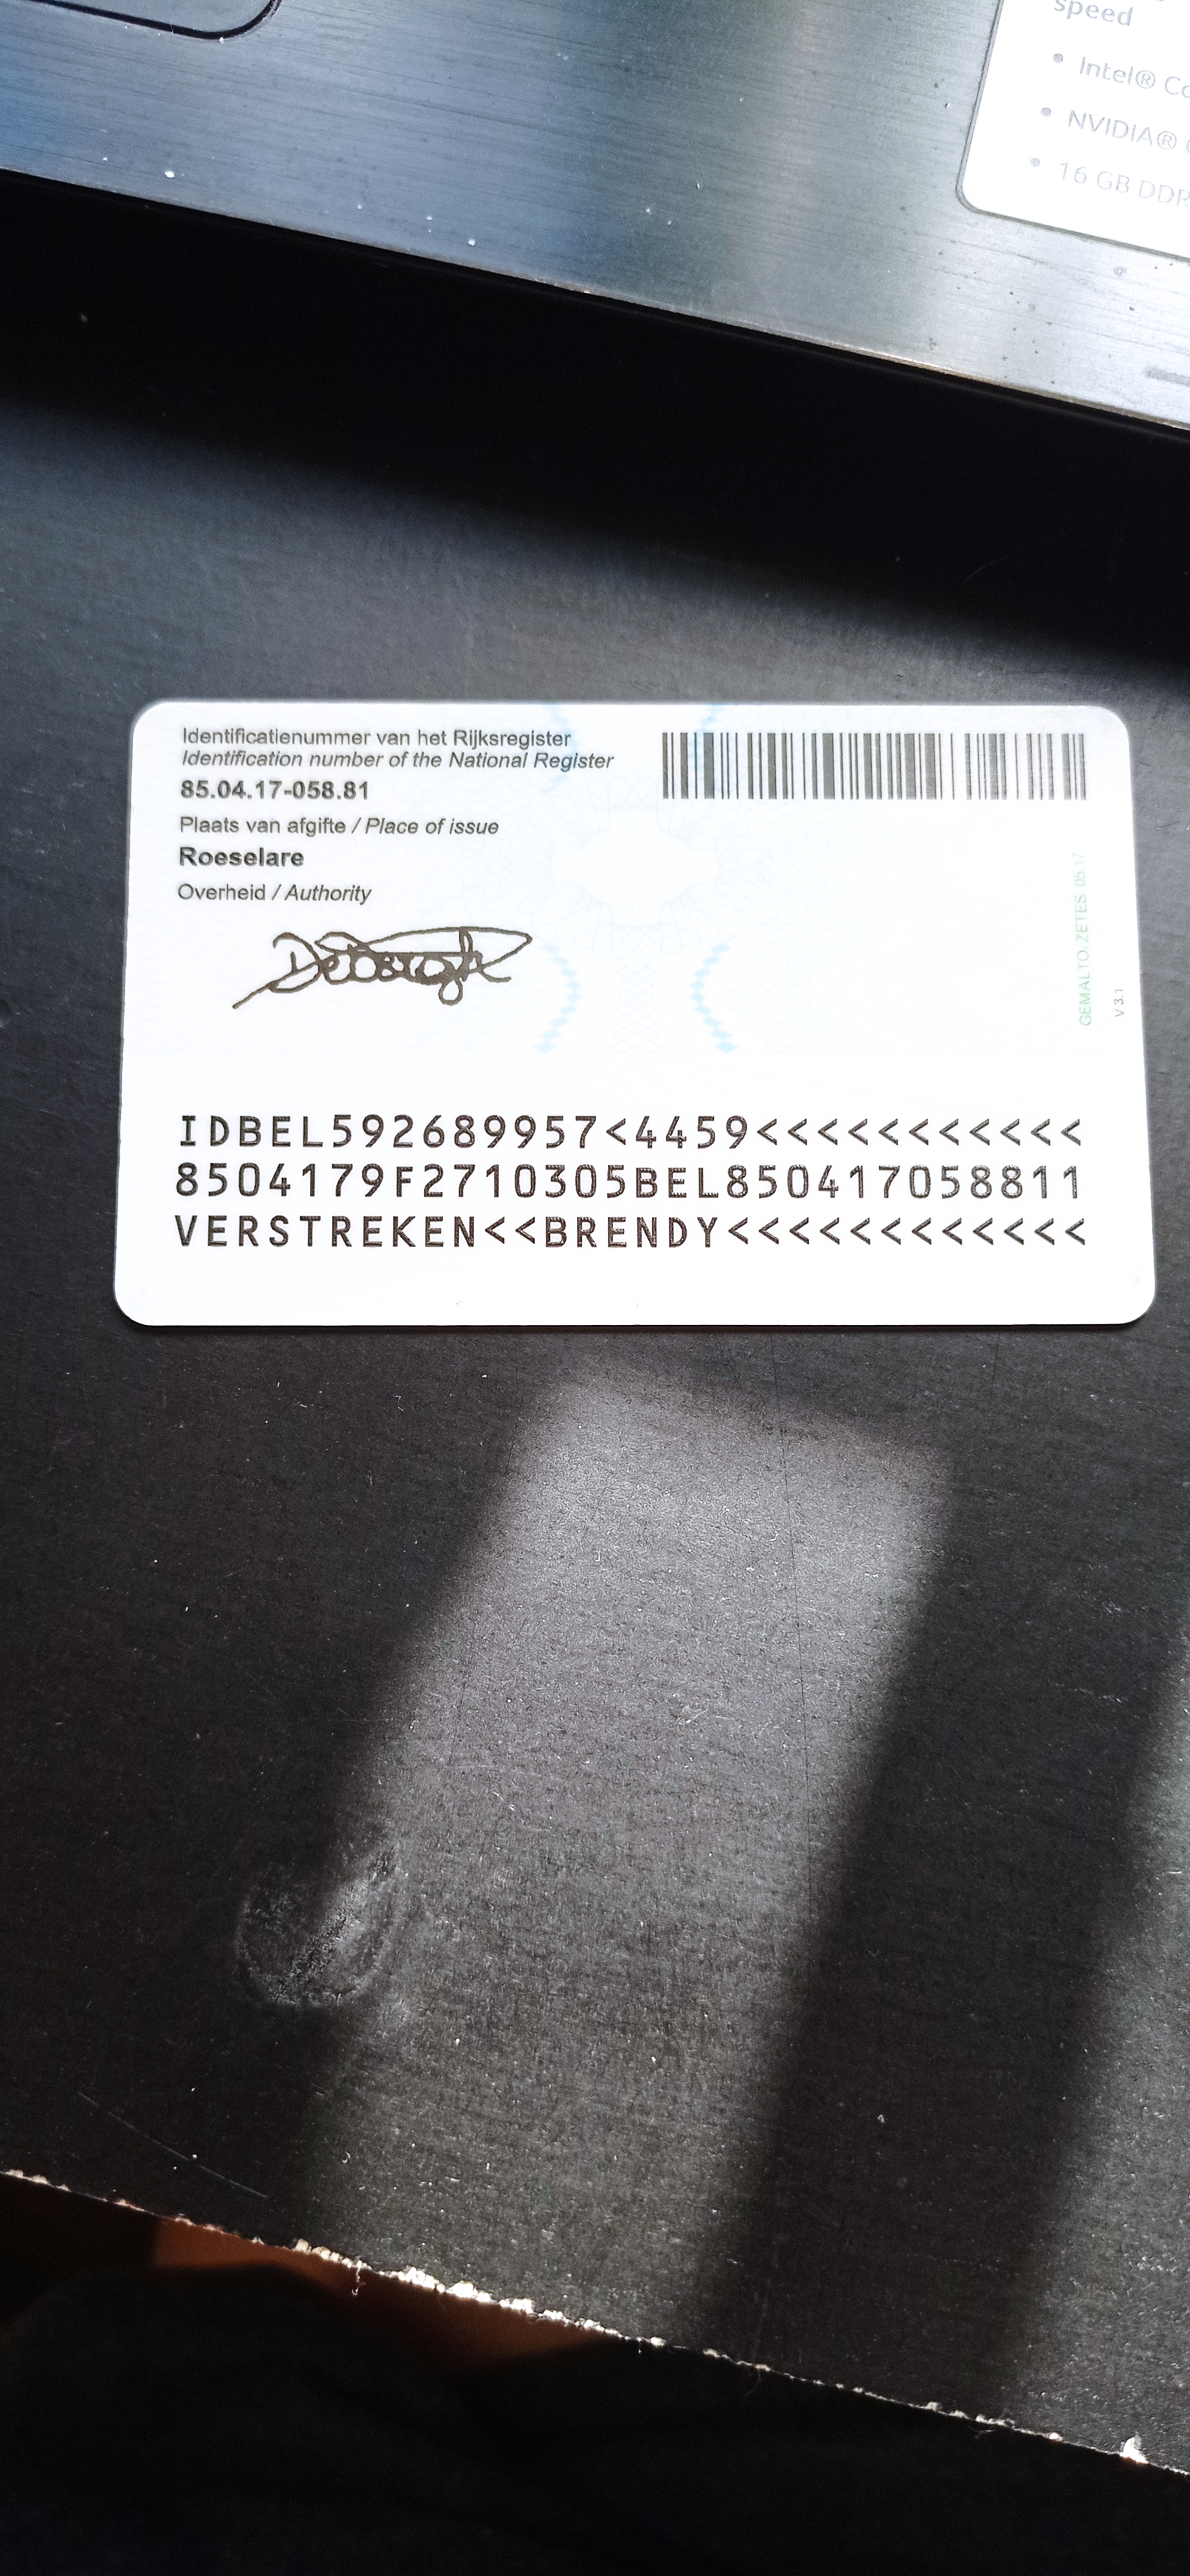 speed
• Intel®
• NVIDIA®
• 16 GB DDR
Identificatienummer van het Rijksregister
Identification number of the National Register
85.04.17-058.81
Plaats van afgifte / Place of issue
Roeselare
Overheid / Authority
GEMALTO, ZETES 05.17
V 3.1
IDBEL592689957<4459<<<<<<<<<<<
8504179F2710305BEL850417058811
VERSTREKEN<<BRENDY<<<<<<<<<<<<